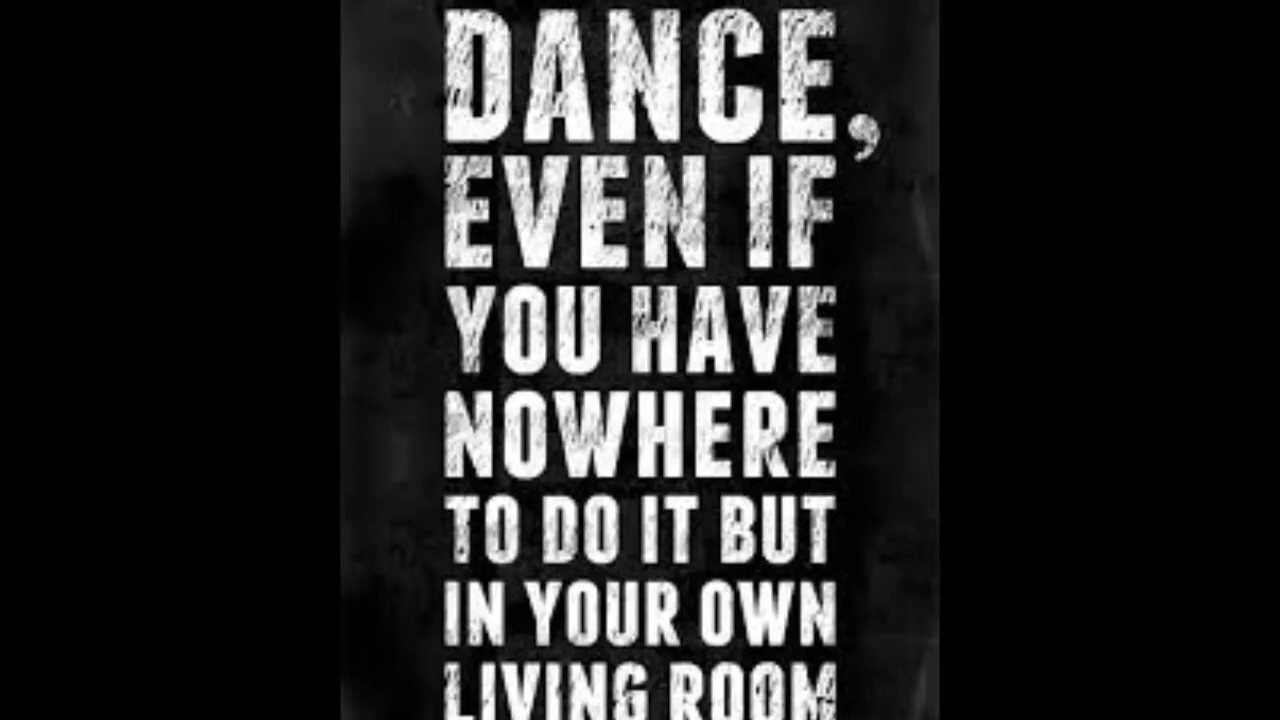 DANCE,
EVEN IF
YOU HAVE
NOWHERE
TO DO IT BUT
IN YOUR OWN
LIVING ROOM